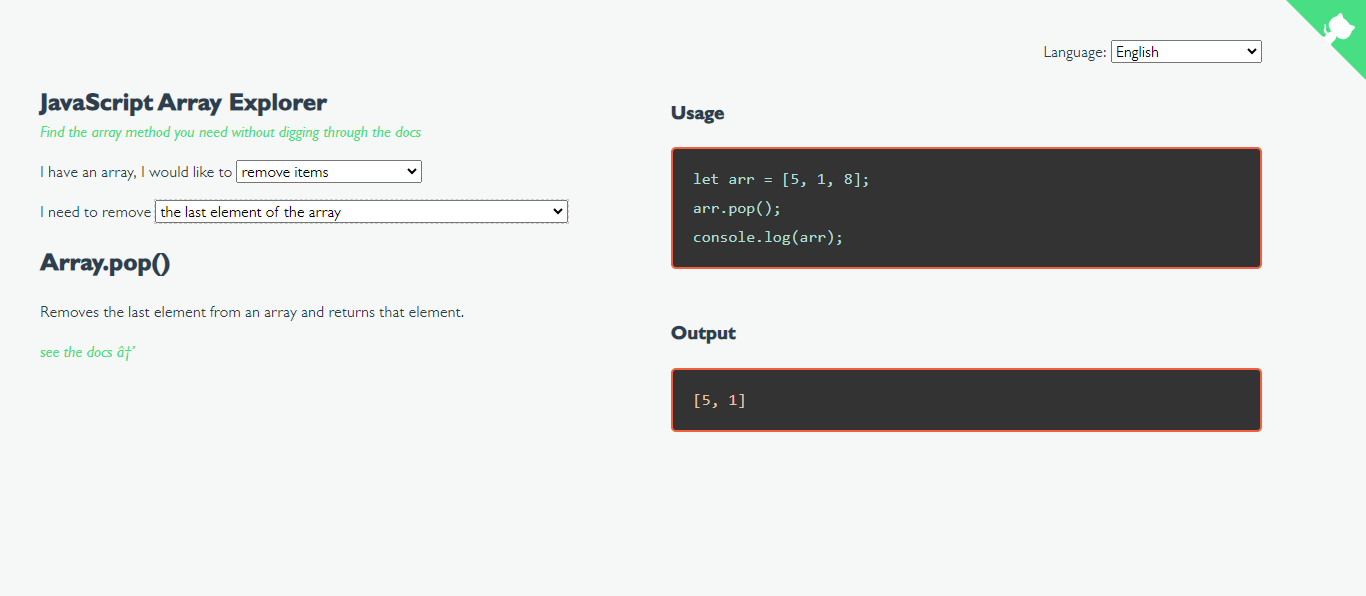 Language: English
JavaScript Array Explorer
Find the array method you need without digging through the docs
I have an array, I would like to remove items
I need to remove the last element of the array
Array.pop()
Removes the last element from an array and returns that element.
see the docs â†’
Usage
let arr = [5, 1, 8];
arr.pop();
console.log(arr);
Output
[5, 1]